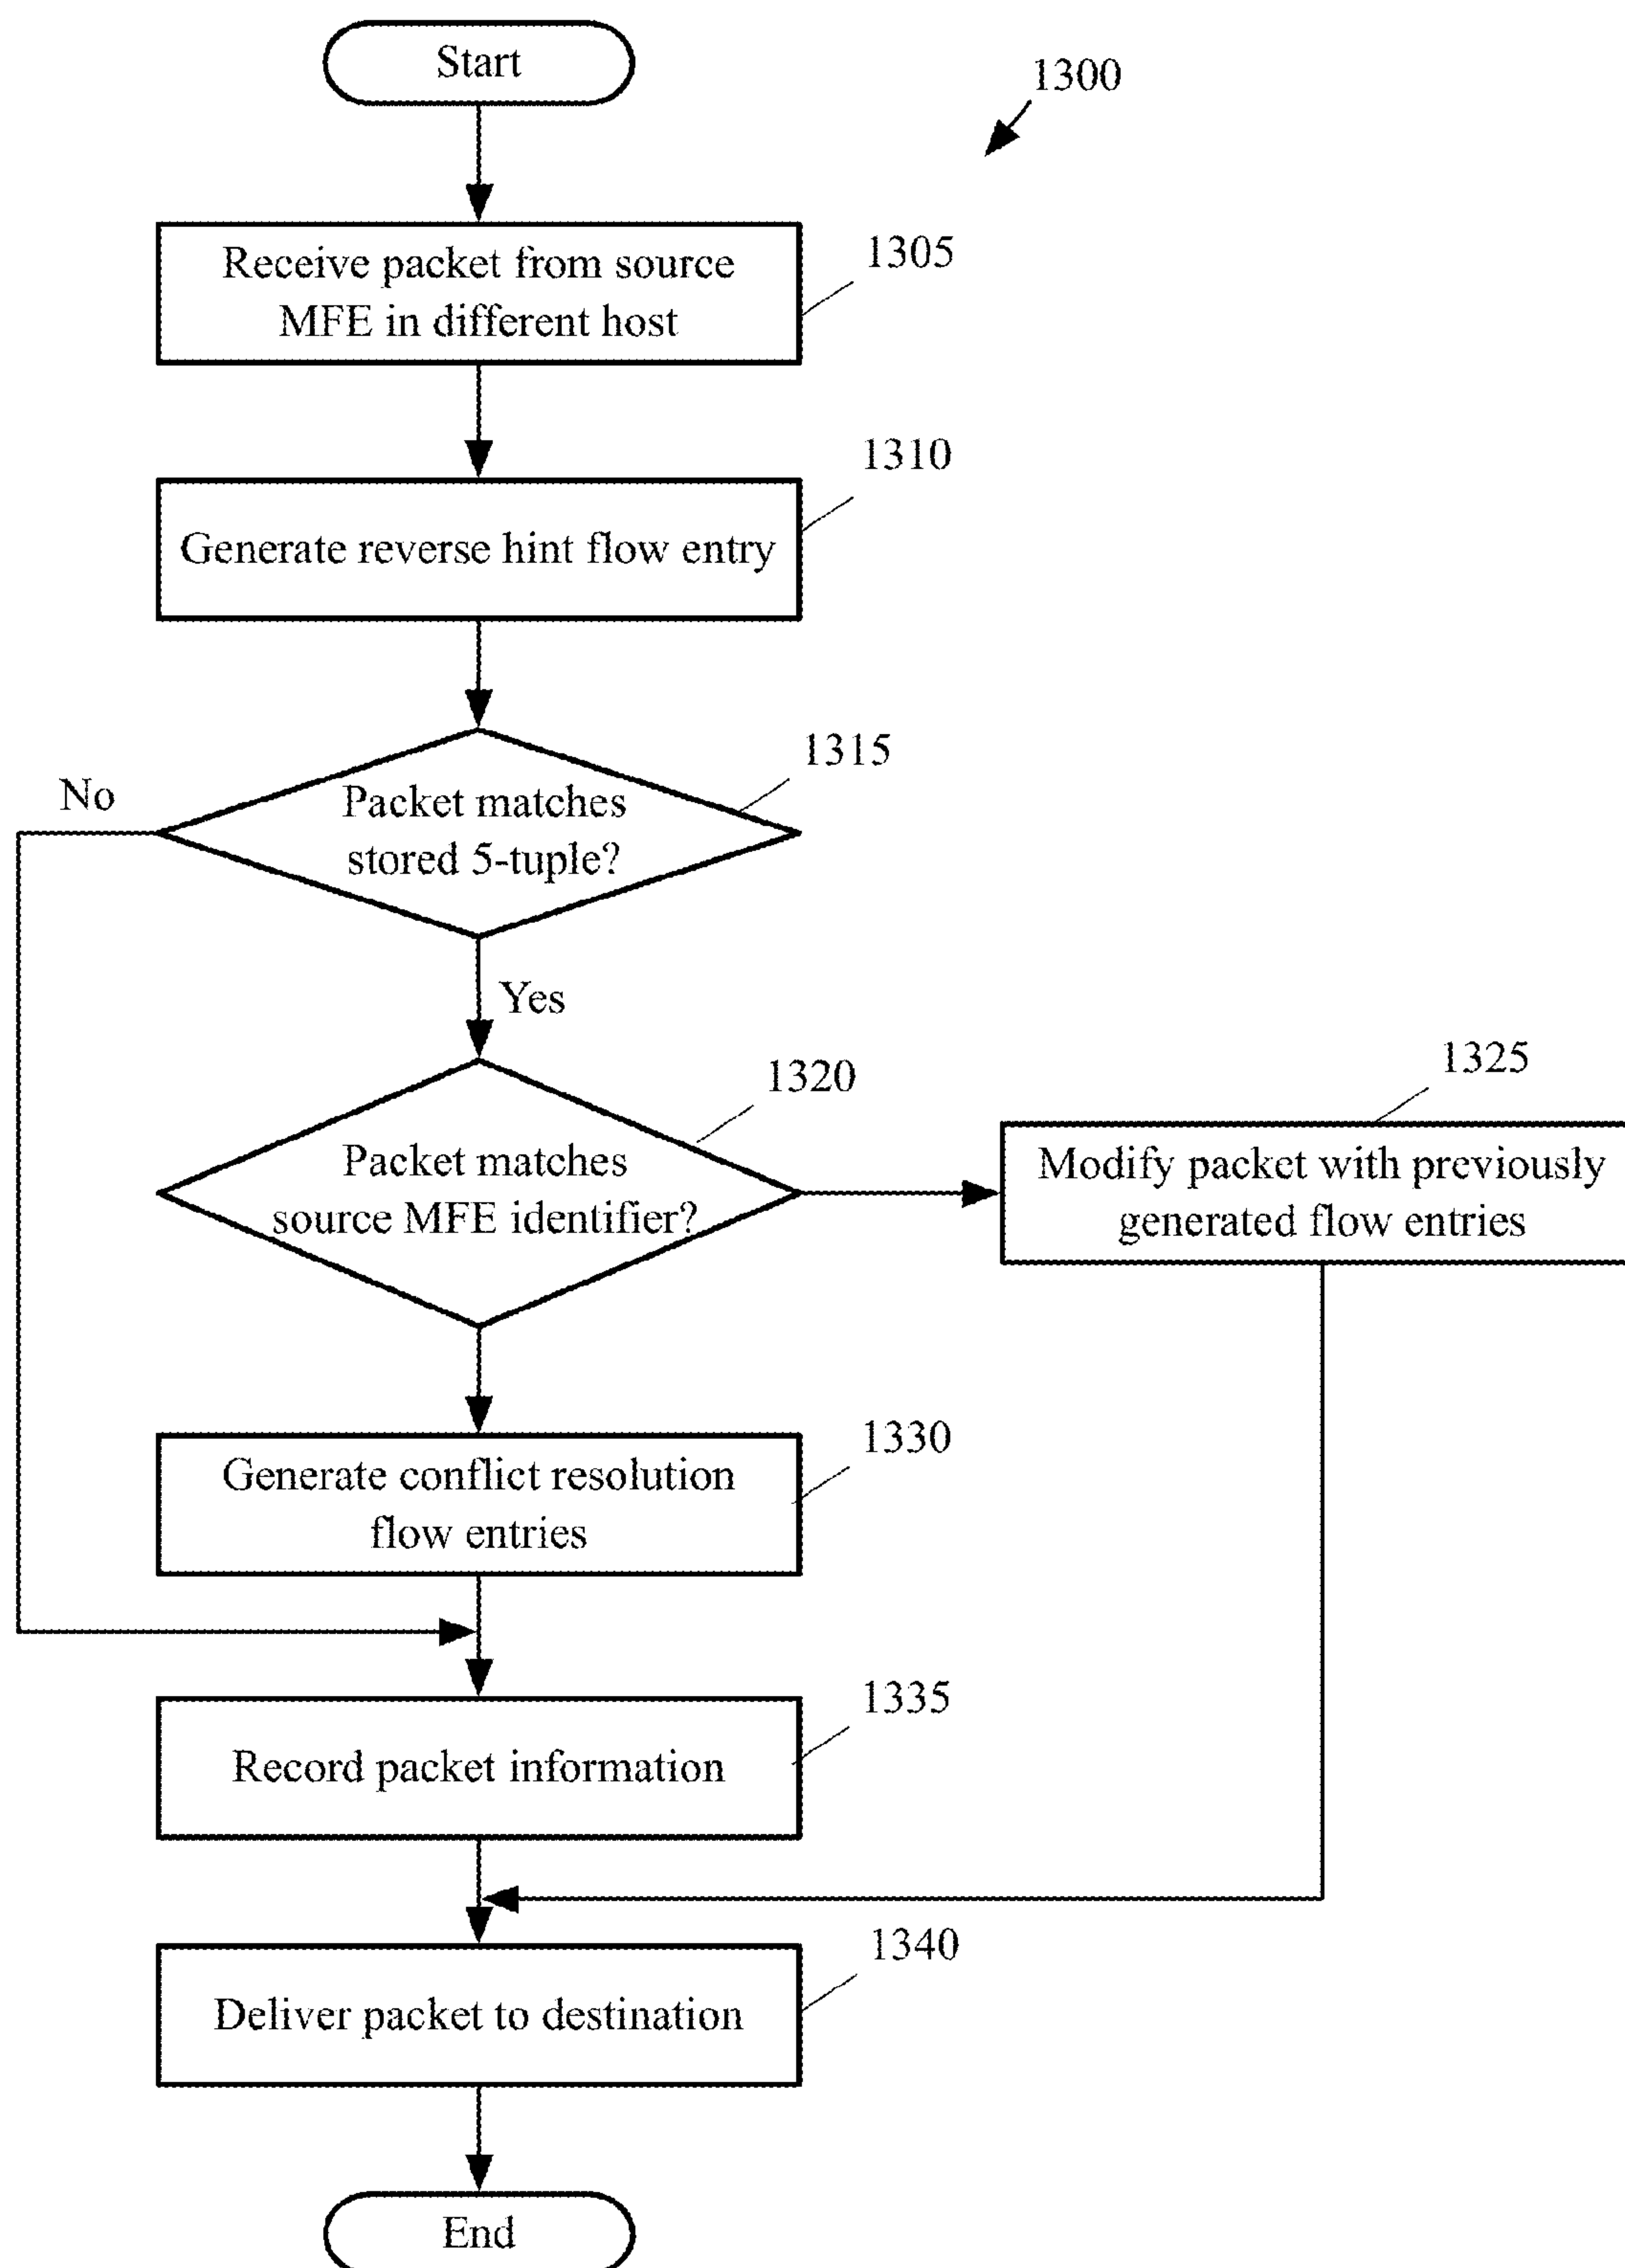 Start
1300
Receive packet from source
MFE in different host
1305
1310
Generate reverse hint flow entry
1315
No
Packet matches
stored 5-tuple?
Yes
1320
1325
Packet matches
source MFE identifier?
Modify packet with previously
generated flow entries
1330
Generate conflict resolution
flow entries
1335
Record packet information
1340
Deliver packet to destination
End